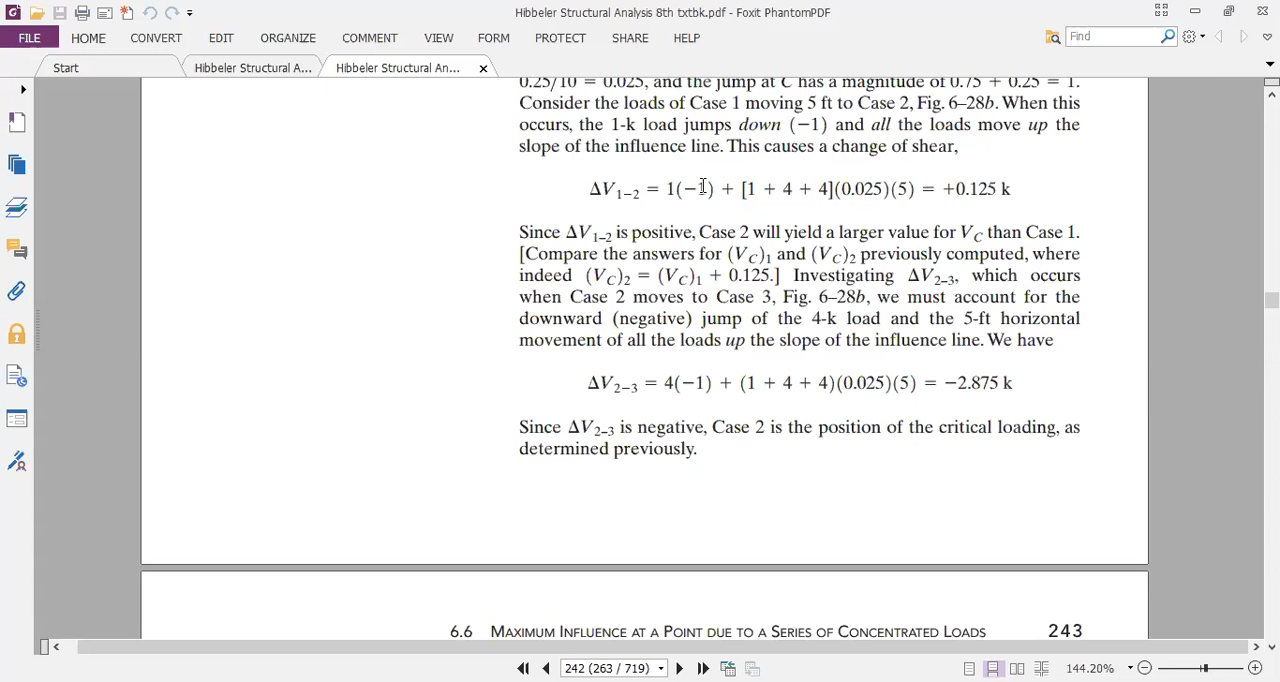 Hibbeler Structural Analysis 8th txtbk.pdf - Foxit PhantomPDF
FILE HOME CONVERT EDIT ORGANIZE COMMENT VIEW FORM PROTECT SHARE HELP Find
Start Hibbeler Structural A... Hibbeler Structural An...
0.25/10 = 0.025, and the jump at C has a magnitude of 0.75 + 0.25 = 1.
Consider the loads of Case 1 moving 5 ft to Case 2, Fig. 6–28b. When this
occurs, the 1-k load jumps down (−1) and all the loads move up the
slope of the influence line. This causes a change of shear,
ΔV₁₋₂ = 1(−1) + [1 + 4 + 4](0.025)(5) = +0.125 k
Since ΔV₁₋₂ is positive, Case 2 will yield a larger value for V_C than Case 1.
[Compare the answers for (V_C)₁ and (V_C)₂ previously computed, where
indeed (V_C)₂ = (V_C)₁ + 0.125.] Investigating ΔV₂₋₃, which occurs
when Case 2 moves to Case 3, Fig. 6–28b, we must account for the
downward (negative) jump of the 4-k load and the 5-ft horizontal
movement of all the loads up the slope of the influence line. We have
ΔV₂₋₃ = 4(−1) + (1 + 4 + 4)(0.025)(5) = −2.875 k
Since ΔV₂₋₃ is negative, Case 2 is the position of the critical loading, as
determined previously.
6.6 MAXIMUM INFLUENCE AT A POINT DUE TO A SERIES OF CONCENTRATED LOADS 243
242 (263 / 719) 144.20%